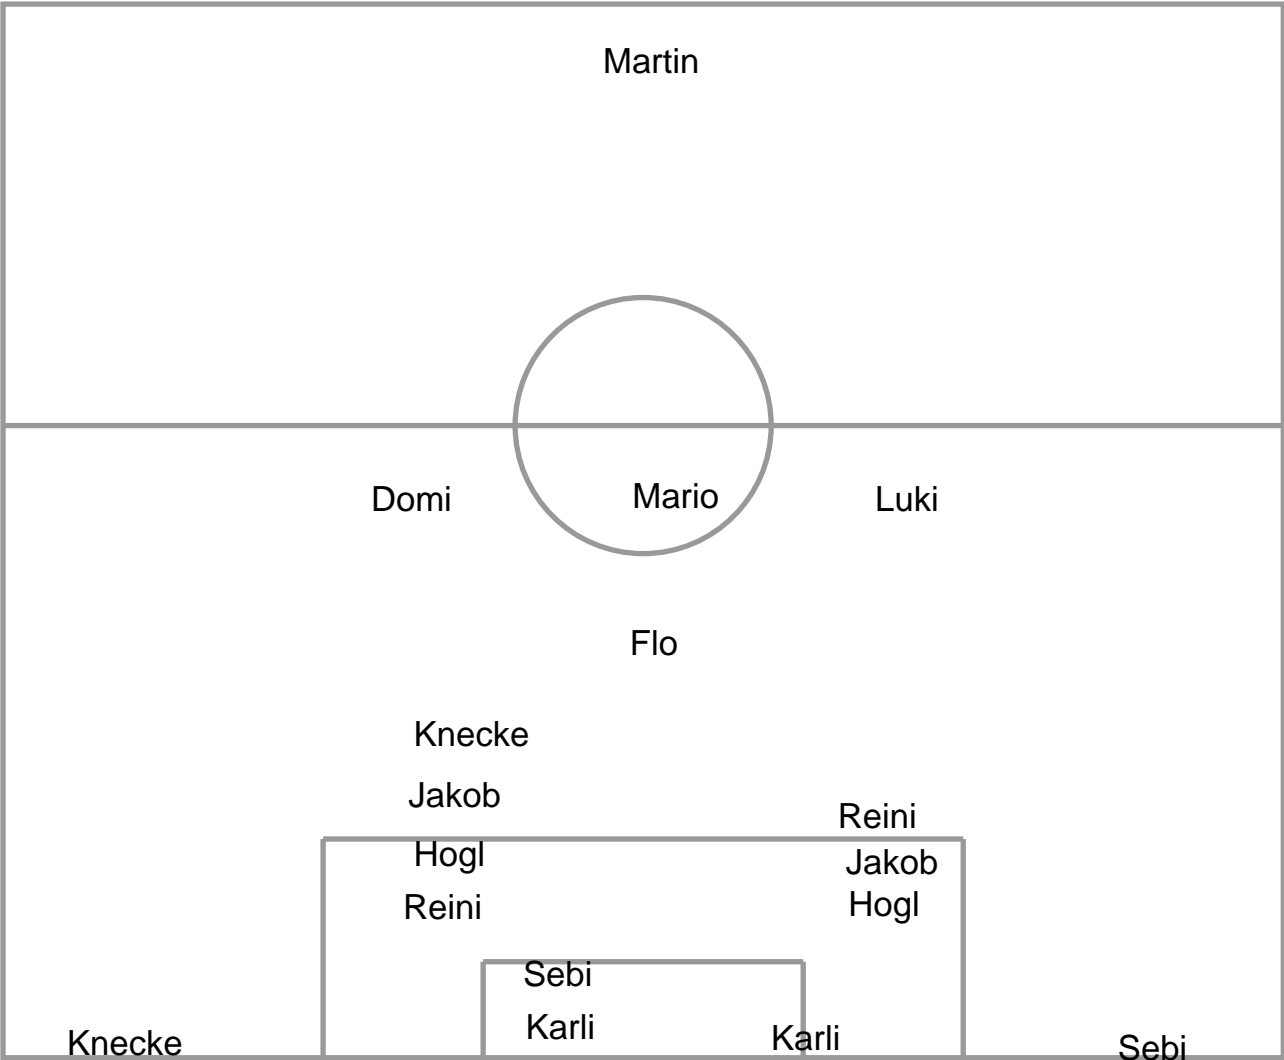 Martin
Domi
Mario
Luki
Flo
Knecke
Jakob
Reini
Hogl
Jakob
Reini
Hogl
Sebi
Karli
Karli
Knecke
Sebi